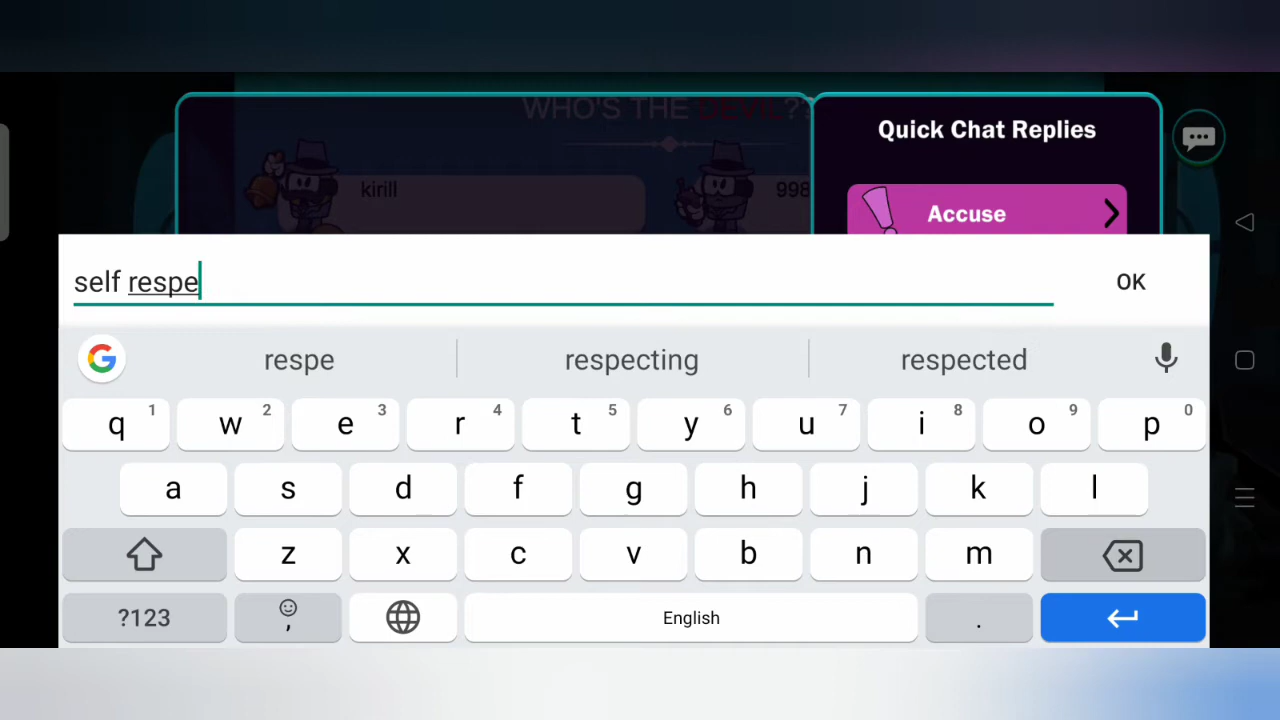 WHO'S THE DEVIL??
Quick Chat Replies
kirill
998
Accuse
self respe
OK
respe respecting respected
q 1 w 2 e 3 r 4 t 5 y 6 u 7 i 8 o 9 p 0
a s d f g h j k l
z x c v b n m
?123 , English .